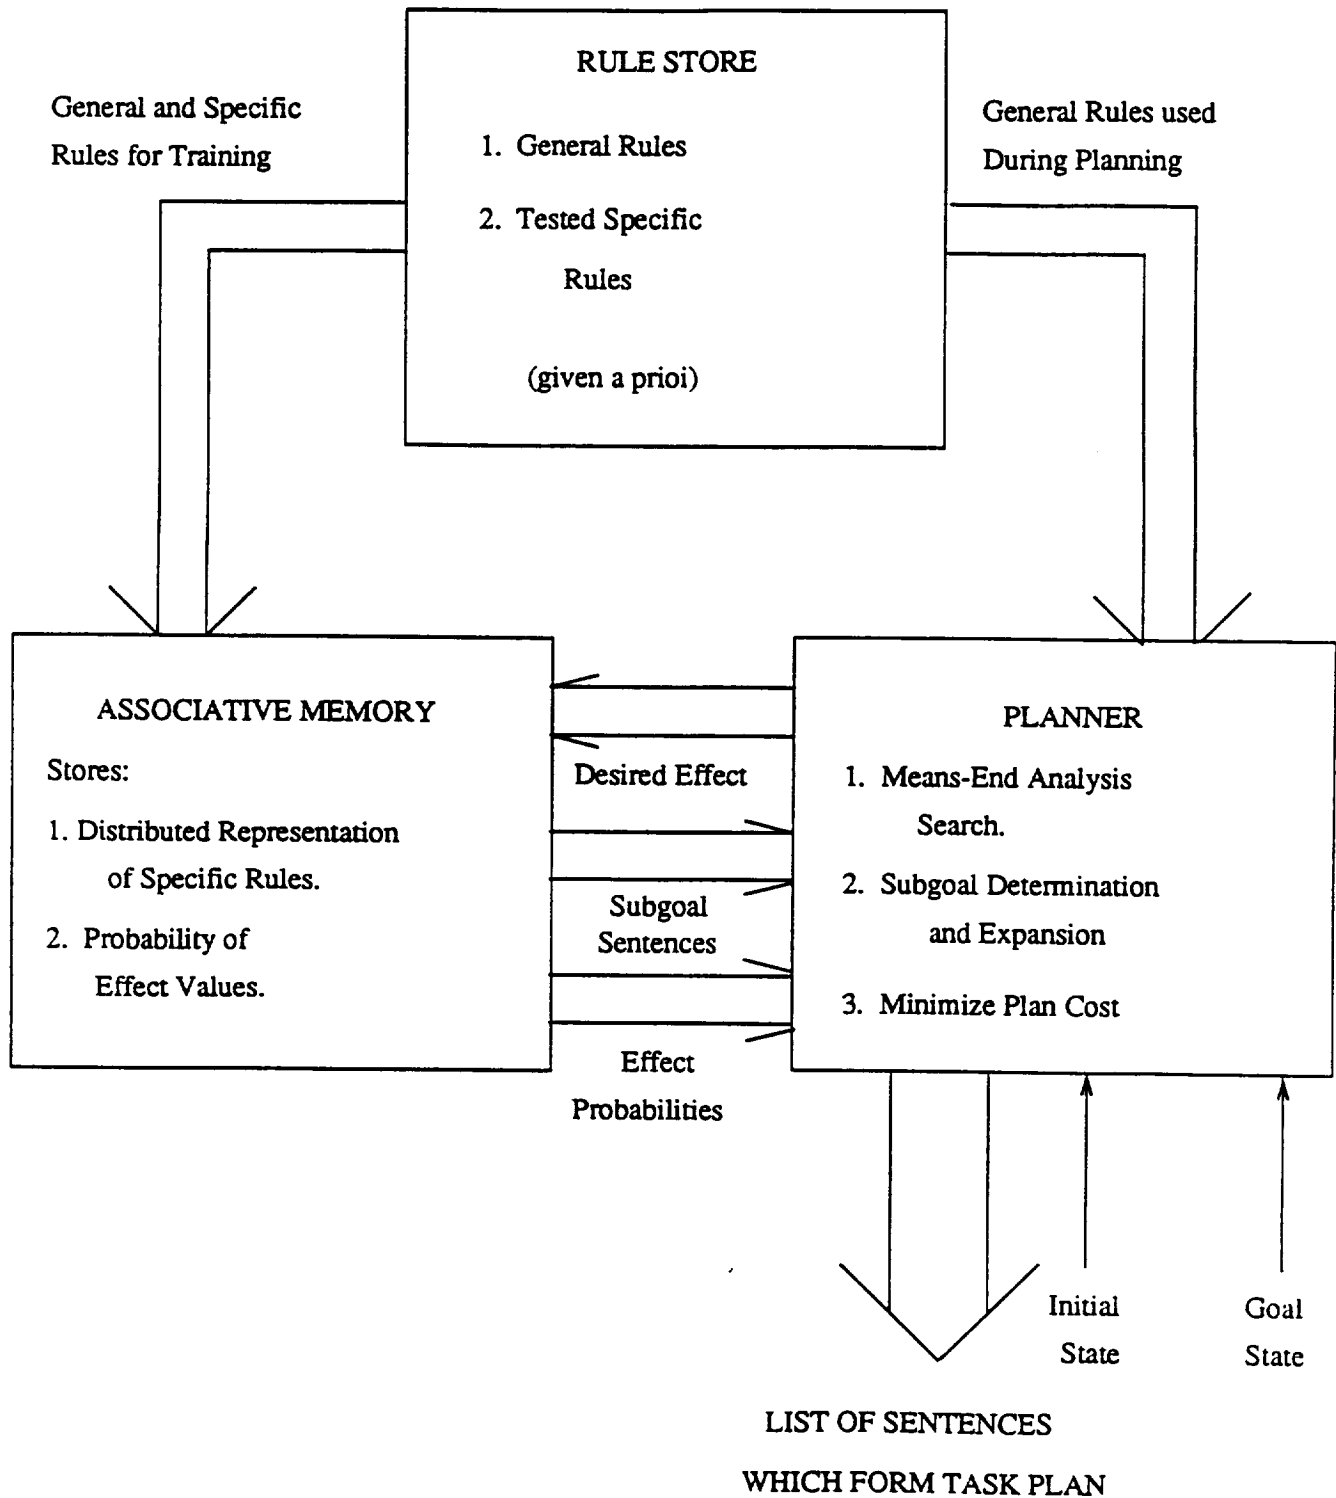 RULE STORE
General and Specific
Rules for Training
1. General Rules
2. Tested Specific
Rules
(given a prioi)
General Rules used
During Planning
ASSOCIATIVE MEMORY
Stores:
1. Distributed Representation
of Specific Rules.
2. Probability of
Effect Values.
Desired Effect
Subgoal
Sentences
Effect
Probabilities
PLANNER
1. Means-End Analysis
Search.
2. Subgoal Determination
and Expansion
3. Minimize Plan Cost
Initial
State
Goal
State
LIST OF SENTENCES
WHICH FORM TASK PLAN